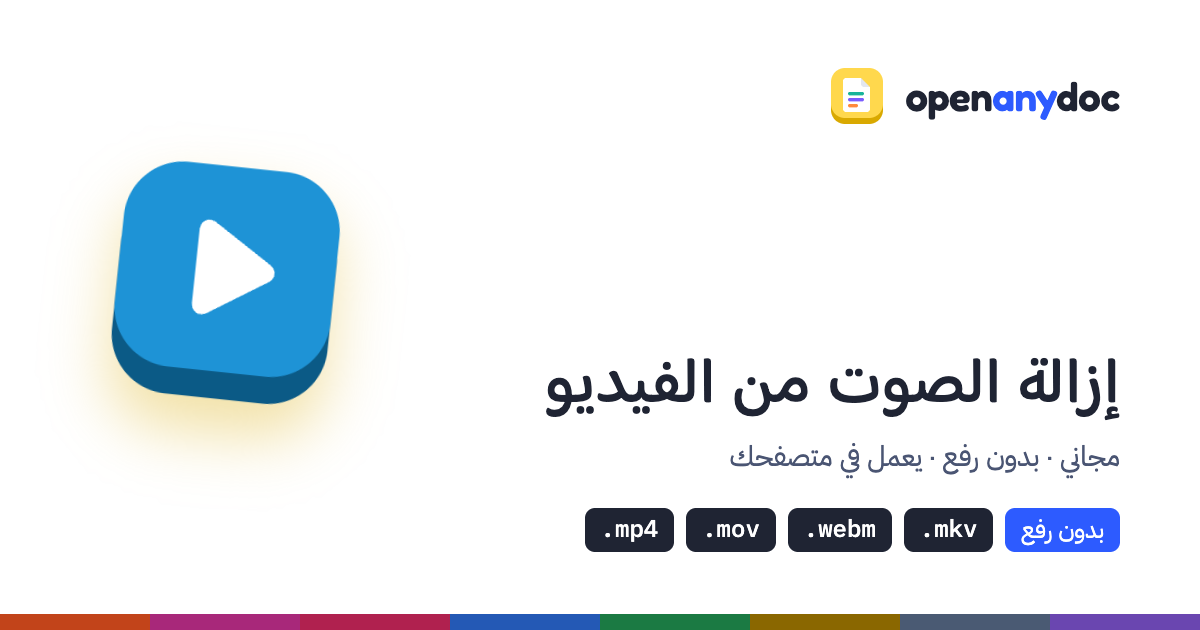 openanydoc
إزالة الصوت من الفيديو
مجاني · بدون رفع · يعمل في متصفحك
بدون رفع .mkv .webm .mov .mp4